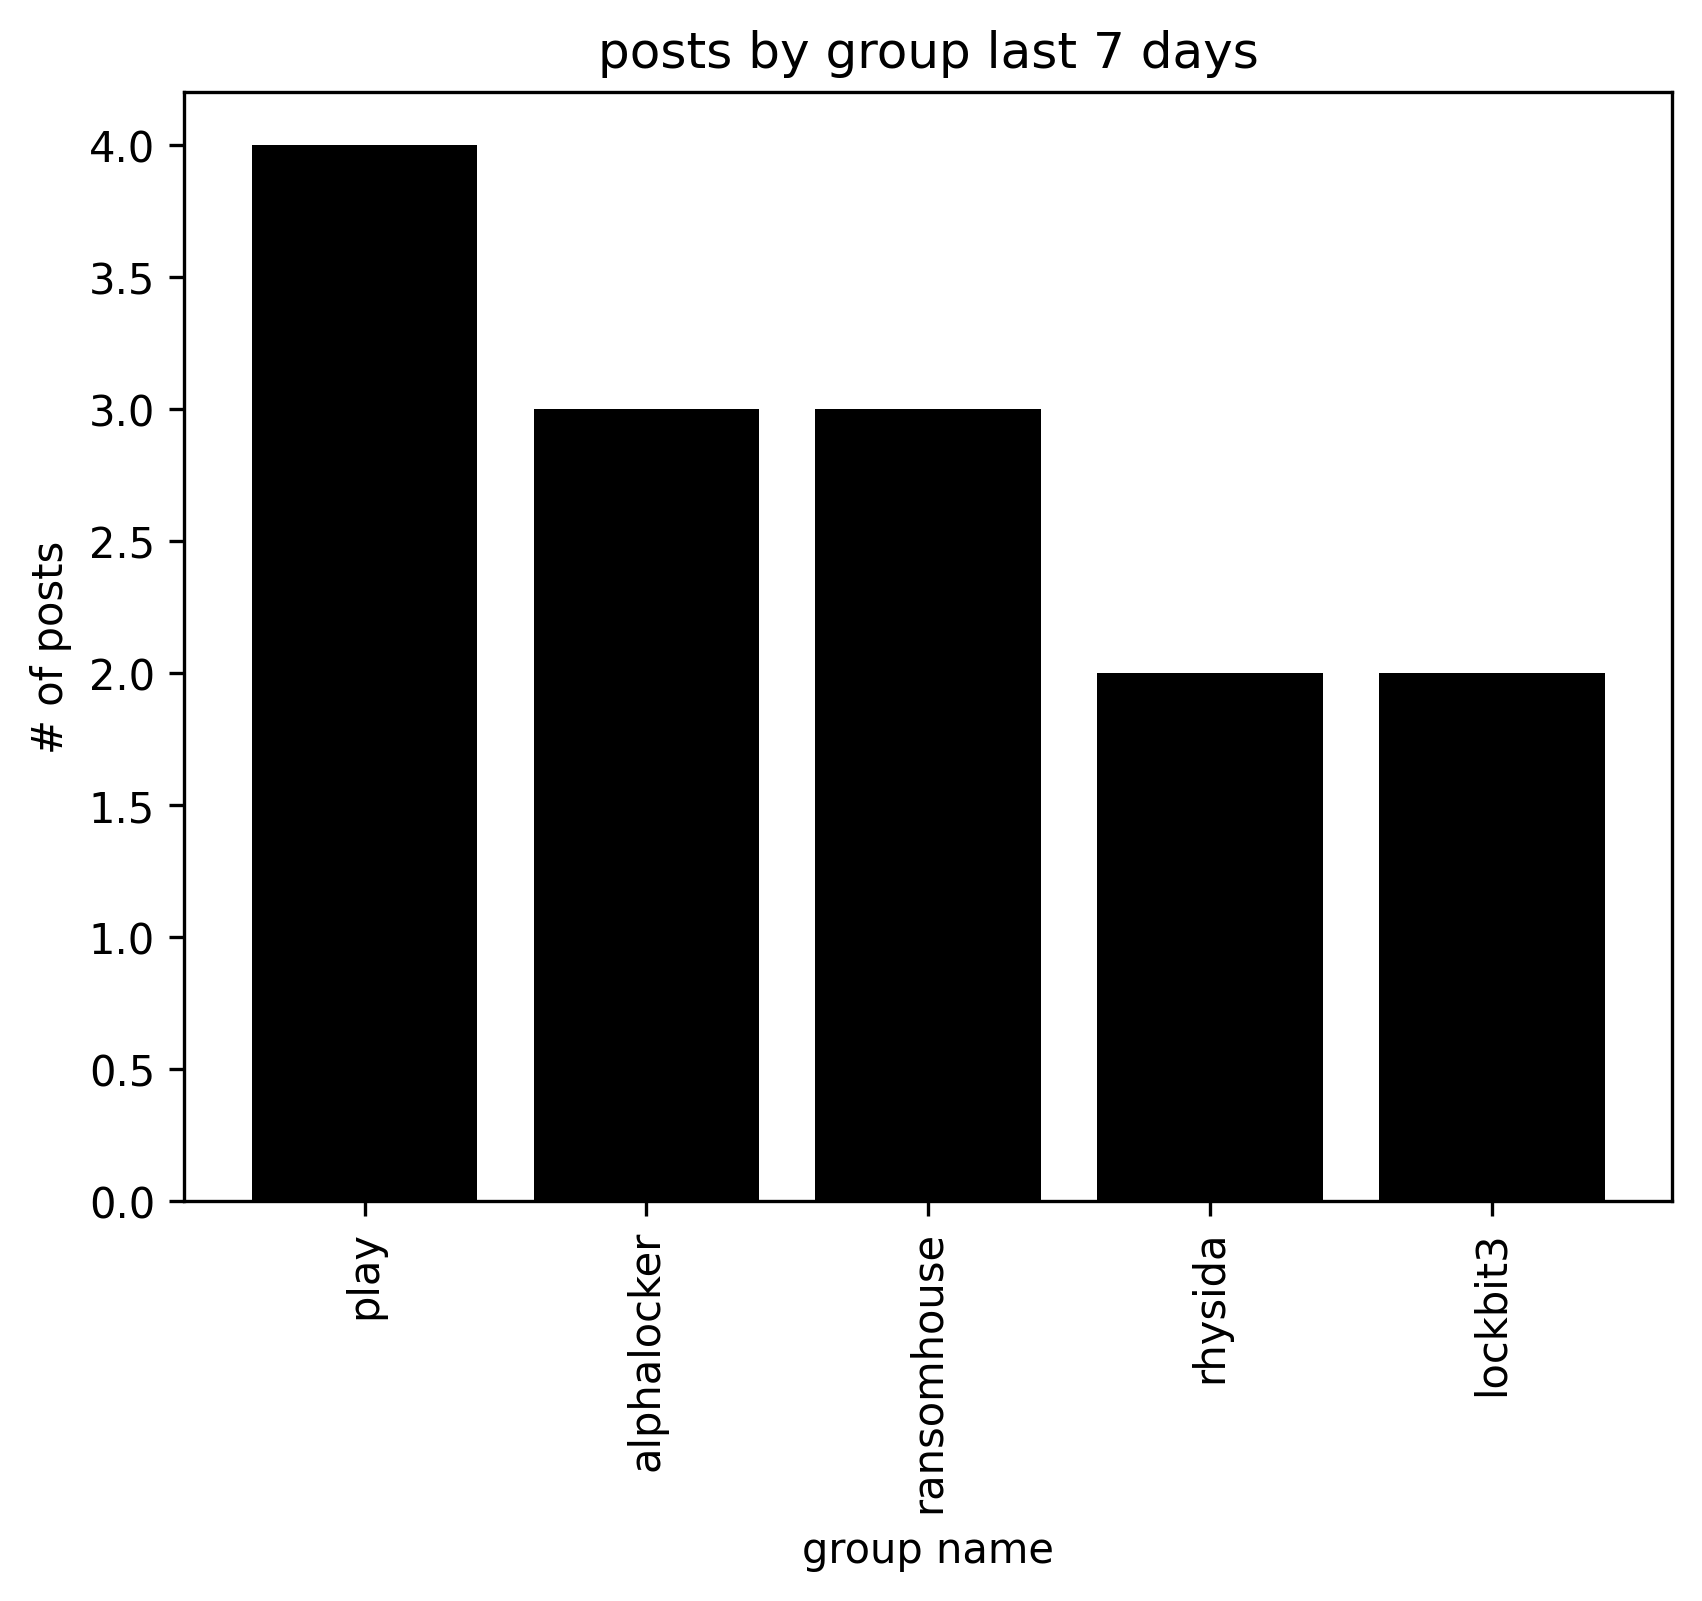 posts by group last 7 days
4.0
3.5
3.0
2.5
2.0
1.5
1.0
0.5
0.0
# of posts
play
alphalocker
ransomhouse
rhysida
lockbit3
group name